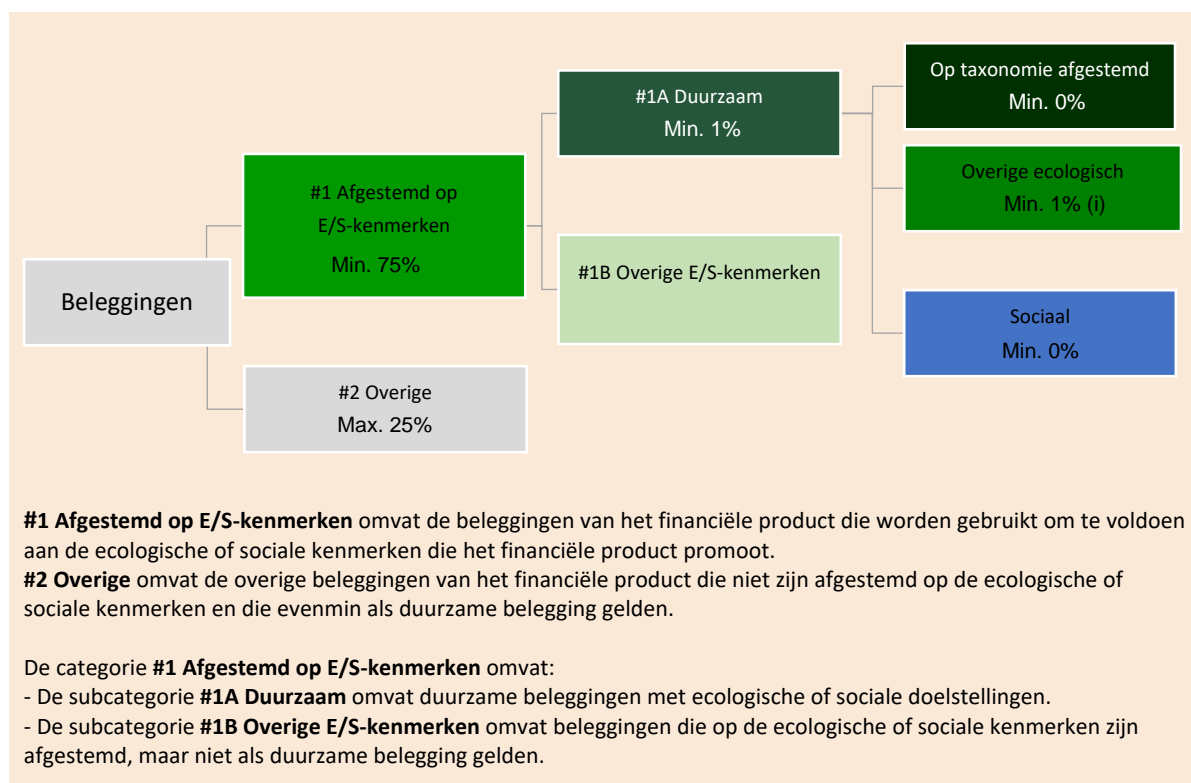 Beleggingen
#1 Afgestemd op
E/S-kenmerken
Min. 75%
#2 Overige
Max. 25%
#1A Duurzaam
Min. 1%
#1B Overige E/S-kenmerken
Op taxonomie afgestemd
Min. 0%
Overige ecologisch
Min. 1% (i)
Sociaal
Min. 0%
#1 Afgestemd op E/S-kenmerken omvat de beleggingen van het financiële product die worden gebruikt om te voldoen
aan de ecologische of sociale kenmerken die het financiële product promoot.
#2 Overige omvat de overige beleggingen van het financiële product die niet zijn afgestemd op de ecologische of
sociale kenmerken en die evenmin als duurzame belegging gelden.
De categorie #1 Afgestemd op E/S-kenmerken omvat:
- De subcategorie #1A Duurzaam omvat duurzame beleggingen met ecologische of sociale doelstellingen.
- De subcategorie #1B Overige E/S-kenmerken omvat beleggingen die op de ecologische of sociale kenmerken zijn
afgestemd, maar niet als duurzame belegging gelden.